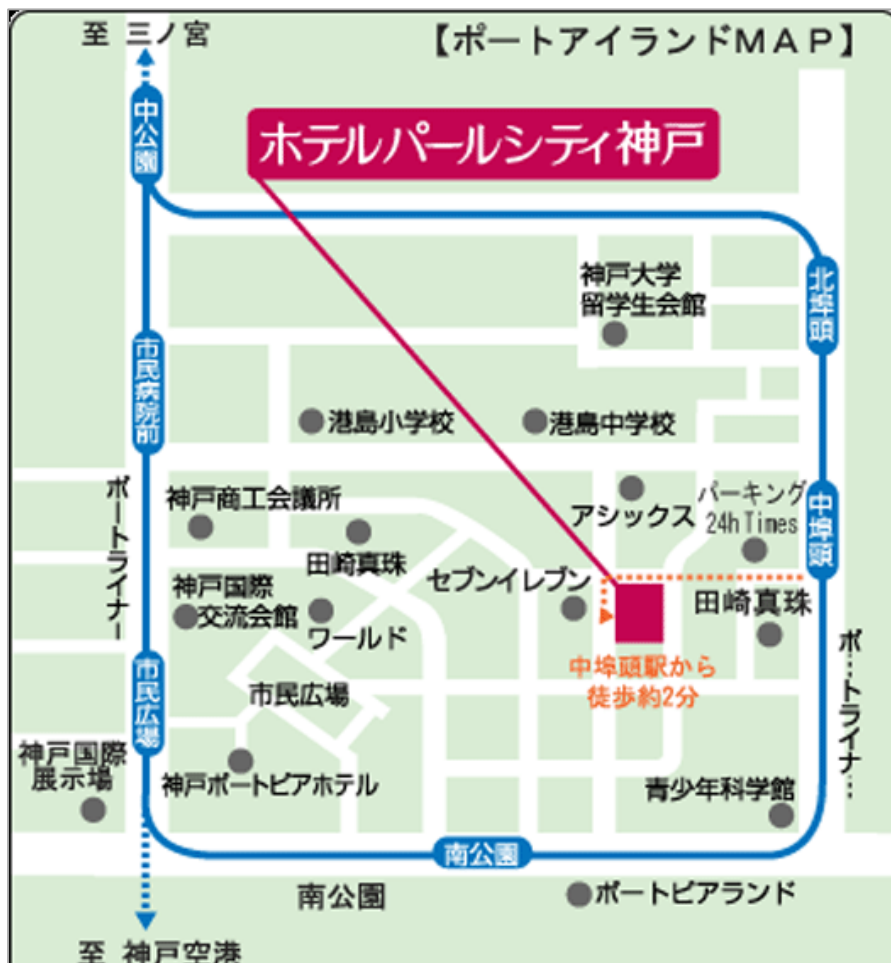 至 三ノ宮
【ポートアイランドMAP】
中公園
ホテルパールシティ神戸
北埠頭
神戸大学
留学生会館
市民病院前
港島小学校
港島中学校
ポートライナー
神戸商工会議所
田崎真珠
アシックス
パーキング
24h Times
中埠頭
神戸国際
交流会館
ワールド
セブンイレブン
田崎真珠
中埠頭駅から
徒歩約2分
ポートライナー
市民広場
市民広場
神戸国際
展示場
神戸ポートピアホテル
青少年科学館
南公園
南公園
ポートピアランド
至 神戸空港